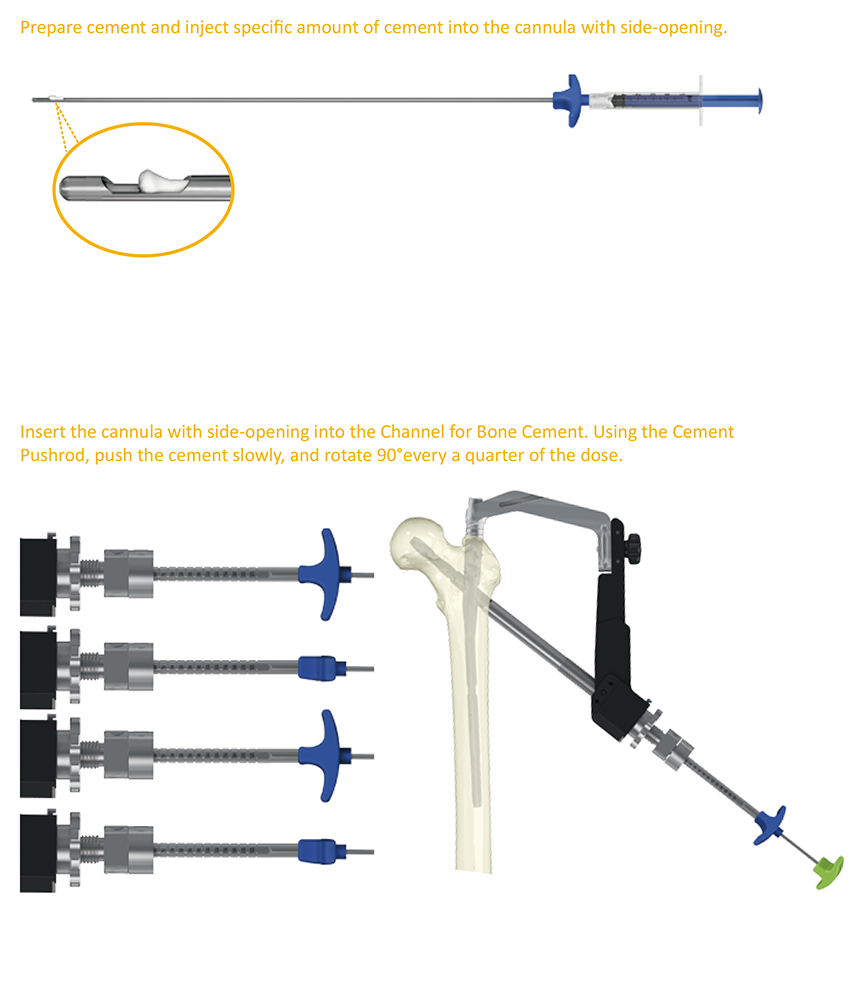 Prepare cement and inject specific amount of cement into the cannula with side-opening.
Insert the cannula with side-opening into the Channel for Bone Cement. Using the Cement
Pushrod, push the cement slowly, and rotate 90°every a quarter of the dose.